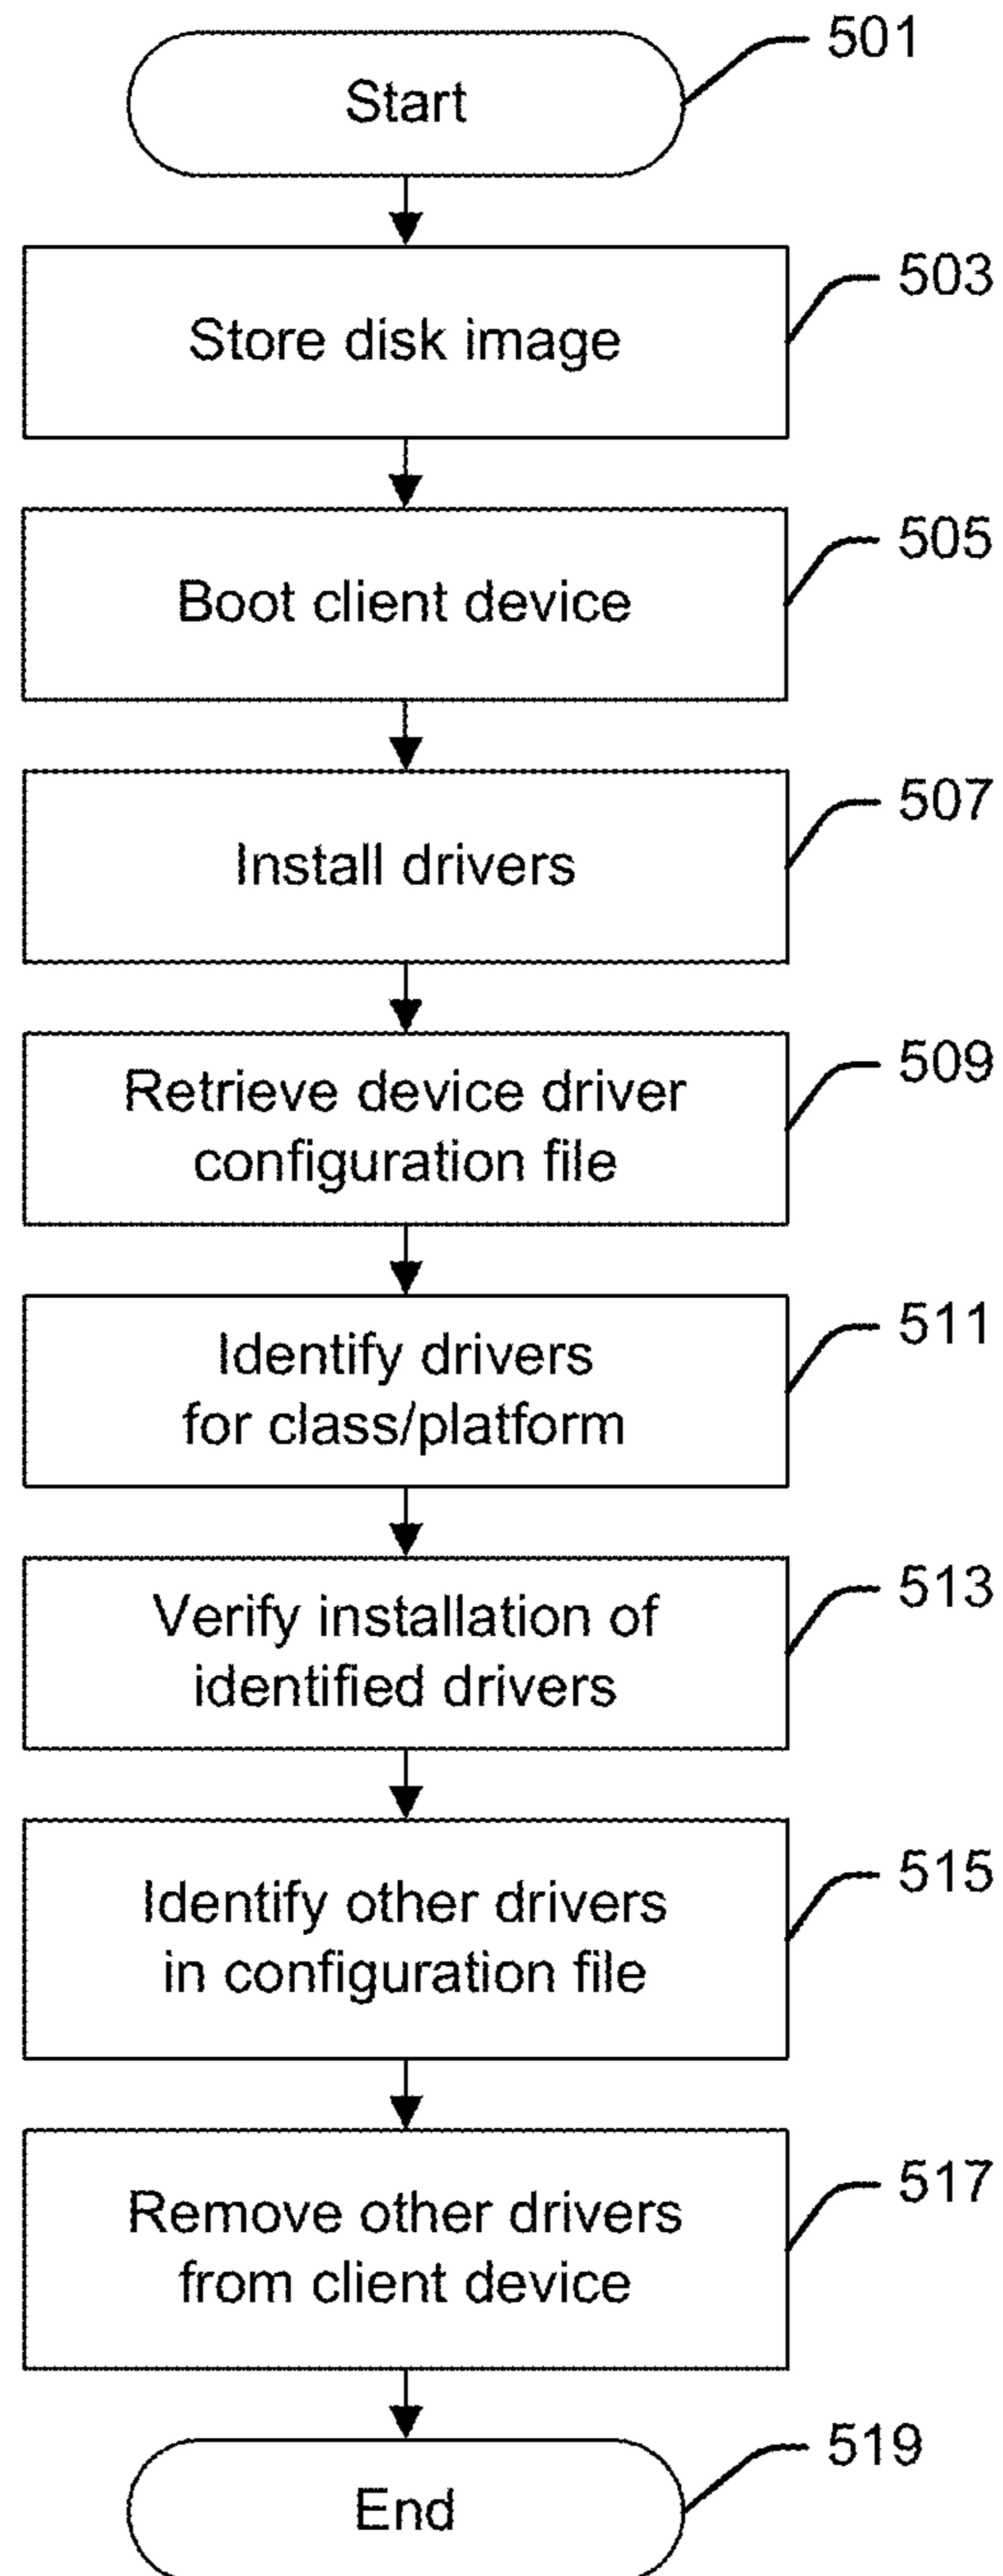 Start
501
Store disk image
503
Boot client device
505
Install drivers
507
Retrieve device driver
configuration file
509
Identify drivers
for class/platform
511
Verify installation of
identified drivers
513
Identify other drivers
in configuration file
515
Remove other drivers
from client device
517
End
519